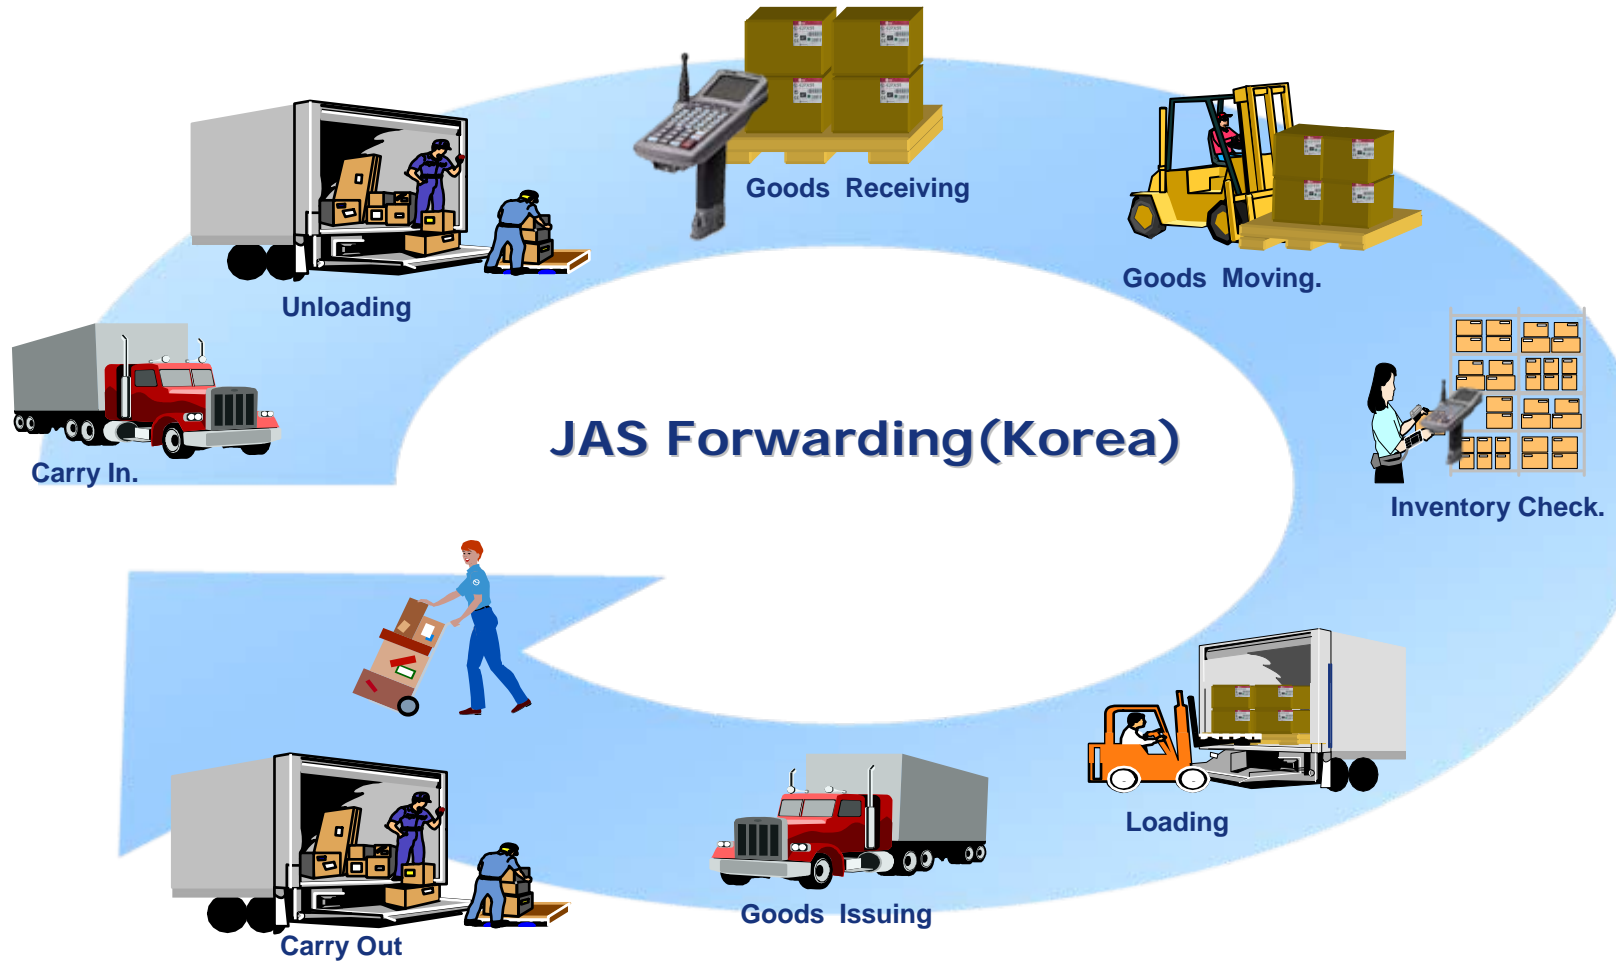 Goods Receiving
Goods Moving.
Unloading
JAS Forwarding(Korea)
Carry In.
Inventory Check.
Loading
Goods Issuing
Carry Out